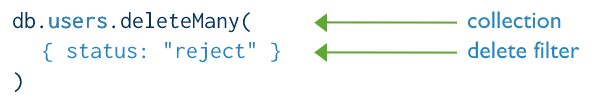 db.users.deleteMany( collection
{ status: "reject" } delete filter
)